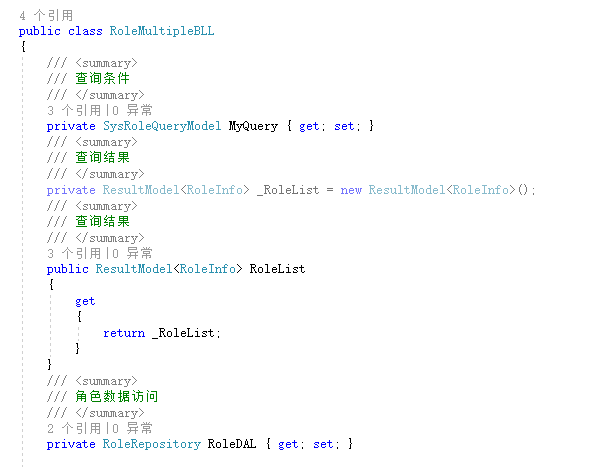 4 个引用
public class RoleMultipleBLL
{
/// <summary>
/// 查询条件
/// </summary>
3 个引用|0 异常
private SysRoleQueryModel MyQuery { get; set; }
/// <summary>
/// 查询结果
/// </summary>
private ResultModel<RoleInfo> _RoleList = new ResultModel<RoleInfo>();
/// <summary>
/// 查询结果
/// </summary>
3 个引用|0 异常
public ResultModel<RoleInfo> RoleList
{
get
{
return _RoleList;
}
}
/// <summary>
/// 角色数据访问
/// </summary>
2 个引用|0 异常
private RoleRepository RoleDAL { get; set; }